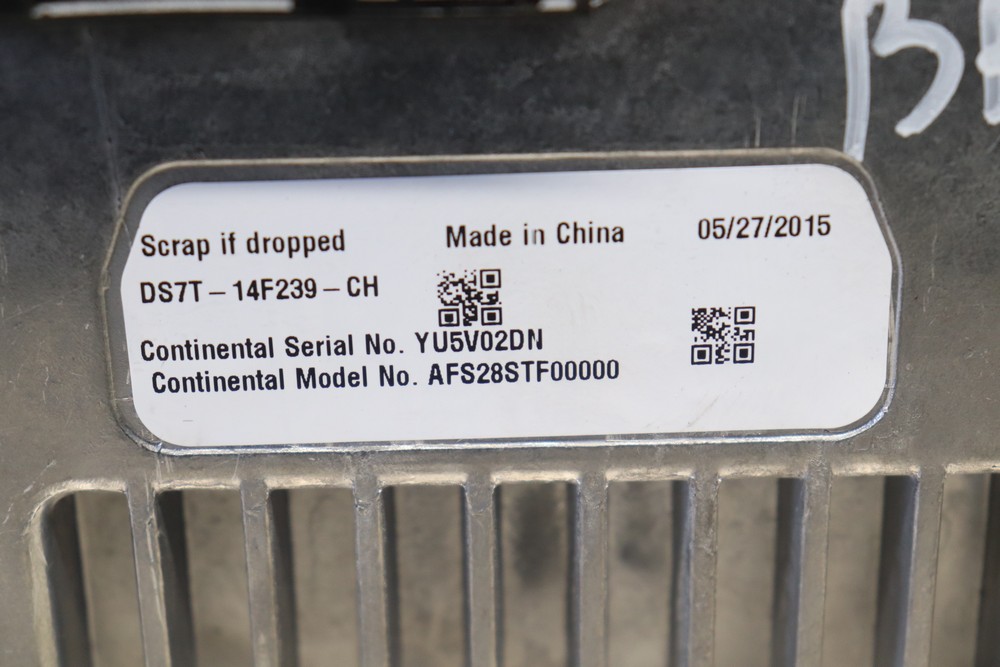 Scrap if dropped Made in China 05/27/2015
DS7T – 14F239 – CH
Continental Serial No. YU5V02DN
Continental Model No. AFS28STF00000